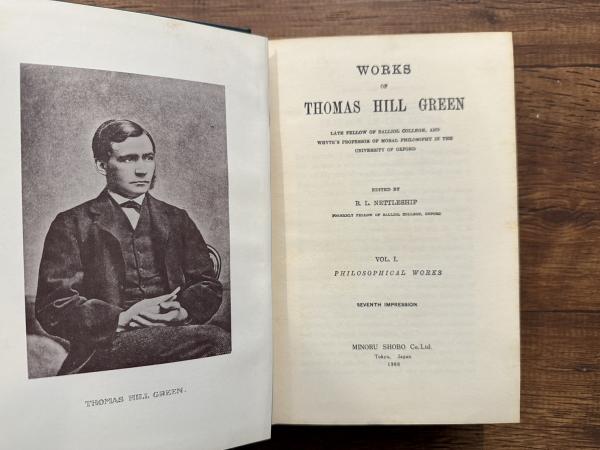 THOMAS HILL GREEN.
WORKS
OF
THOMAS HILL GREEN
LATE FELLOW OF BALLIOL COLLEGE, AND
WHYTE'S PROFESSOR OF MORAL PHILOSOPHY IN THE
UNIVERSITY OF OXFORD
EDITED BY
R. L. NETTLESHIP
FORMERLY FELLOW OF BALLIOL COLLEGE, OXFORD
VOL. I.
PHILOSOPHICAL WORKS
SEVENTH IMPRESSION
MINORU SHOBO Co. Ltd.
Tokyo, Japan